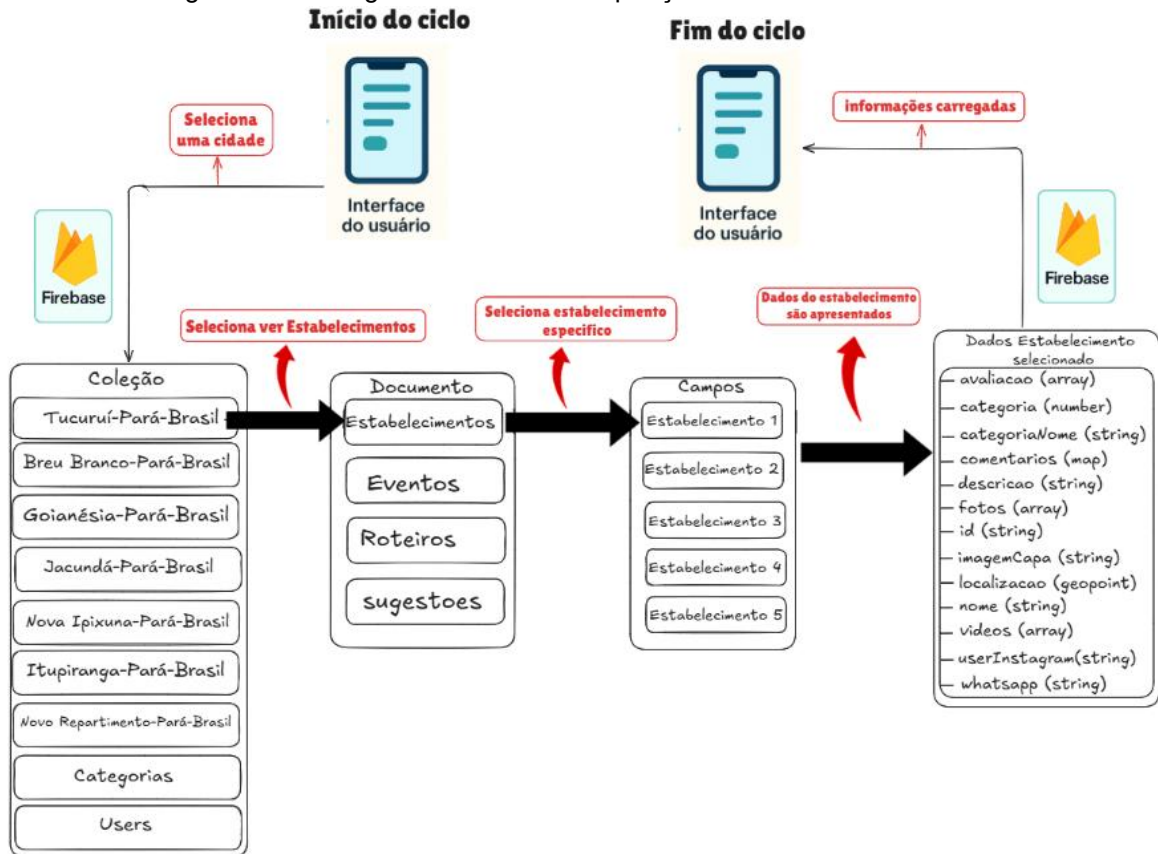 Início do ciclo
Fim do ciclo
Seleciona
uma cidade
informações carregadas
Interface
do usuário
Interface
do usuário
Firebase
Firebase
Seleciona ver Estabelecimentos
Seleciona estabelecimento
especifico
Dados do estabelecimento
são apresentados
Coleção
Tucuruí-Pará-Brasil
Breu Branco-Pará-Brasil
Goianésia-Pará-Brasil
Jacundá-Pará-Brasil
Nova Ipixuna-Pará-Brasil
Itupiranga-Pará-Brasil
Novo Repartimento-Pará-Brasil
Categorias
Users
Documento
Estabelecimentos
Eventos
Roteiros
sugestoes
Campos
Estabelecimento 1
Estabelecimento 2
Estabelecimento 3
Estabelecimento 4
Estabelecimento 5
Dados Estabelecimento
selecionado
avaliacao (array)
categoria (number)
categoriaNome (string)
comentarios (map)
descricao (string)
fotos (array)
id (string)
imagemCapa (string)
localizacao (geopoint)
nome (string)
videos (array)
userInstagram(string)
whatsapp (string)